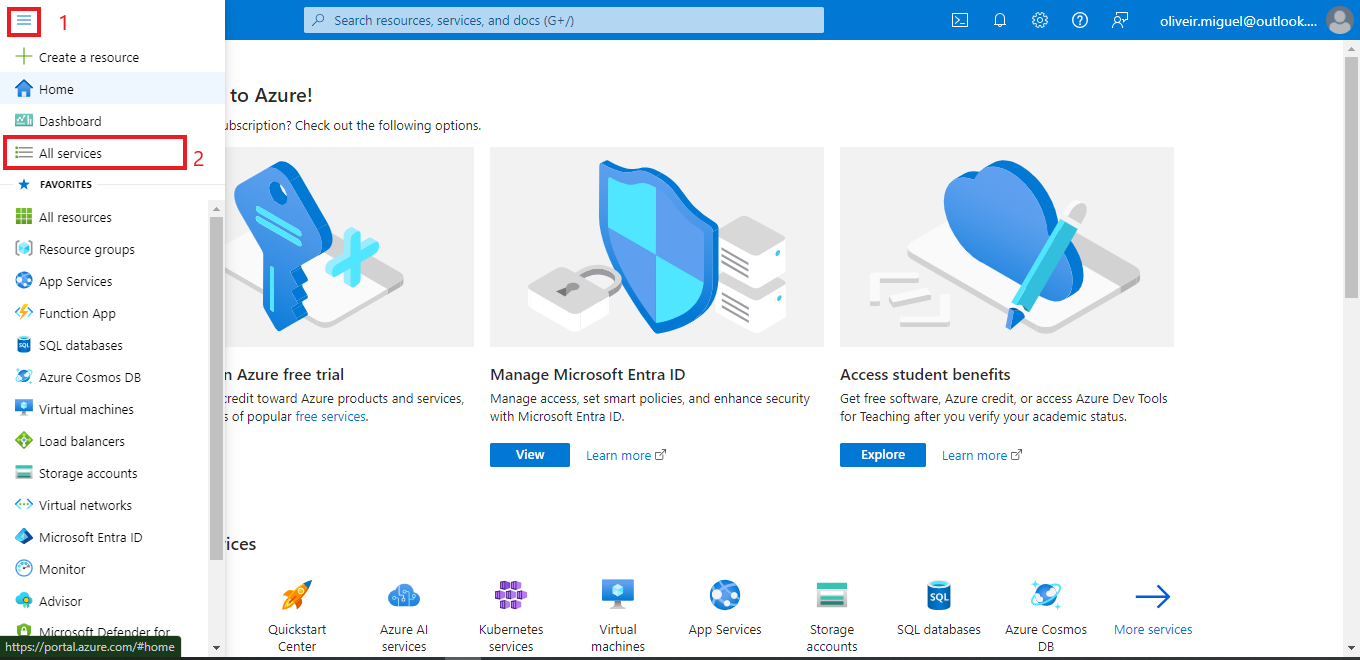 1
Search resources, services, and docs (G+/)
oliveir.miguel@outlook....
Create a resource
Home
Dashboard
All services
2
FAVORITES
All resources
Resource groups
App Services
Function App
SQL databases
Azure Cosmos DB
Virtual machines
Load balancers
Storage accounts
Virtual networks
Microsoft Entra ID
Monitor
Advisor
Microsoft Defender for
https://portal.azure.com/#home
to Azure!
ubscription? Check out the following options.
n Azure free trial
credit toward Azure products and services,
s of popular free services.
Manage Microsoft Entra ID
Manage access, set smart policies, and enhance security
with Microsoft Entra ID.
View
Learn more
Access student benefits
Get free software, Azure credit, or access Azure Dev Tools
for Teaching after you verify your academic status.
Explore
Learn more
ices
Quickstart
Center
Azure AI
services
Kubernetes
services
Virtual
machines
App Services
Storage
accounts
SQL
SQL databases
Azure Cosmos
DB
More services